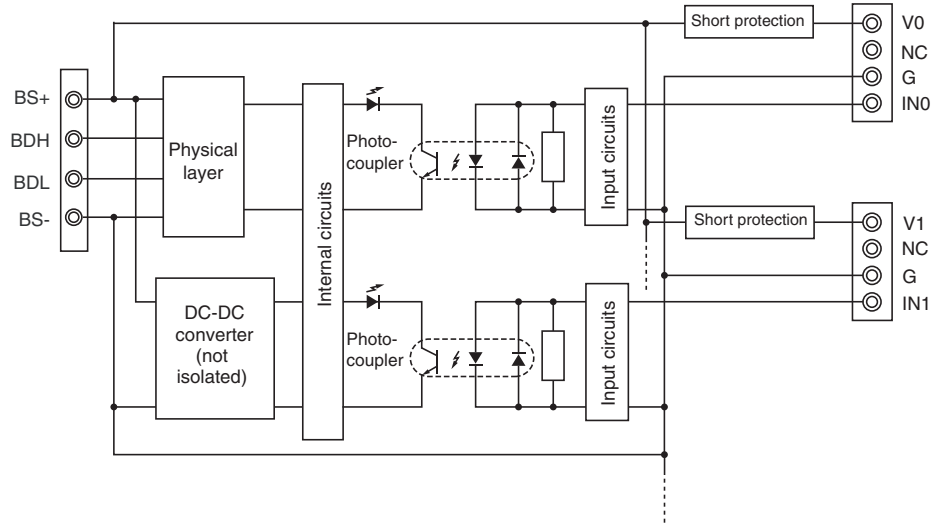 Short protection
V0
NC
G
IN0
BS+
BDH
BDL
BS-
Physical
layer
Internal circuits
Photo-
coupler
Input circuits
Short protection
V1
NC
G
IN1
DC-DC
converter
(not
isolated)
Photo-
coupler
Input circuits